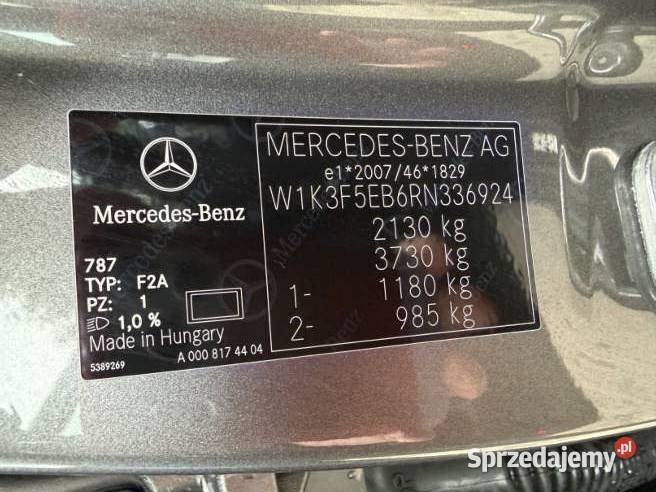 Mercedes-Benz
787
TYP: F2A
PZ: 1
1,0 %
Made in Hungary
5389269
A 000 817 44 04
MERCEDES-BENZ AG
e1*2007/46*1829
W1K3F5EB6RN336924
2130 kg
3730 kg
1- 1180 kg
2- 985 kg
Sprzedajemy.pl